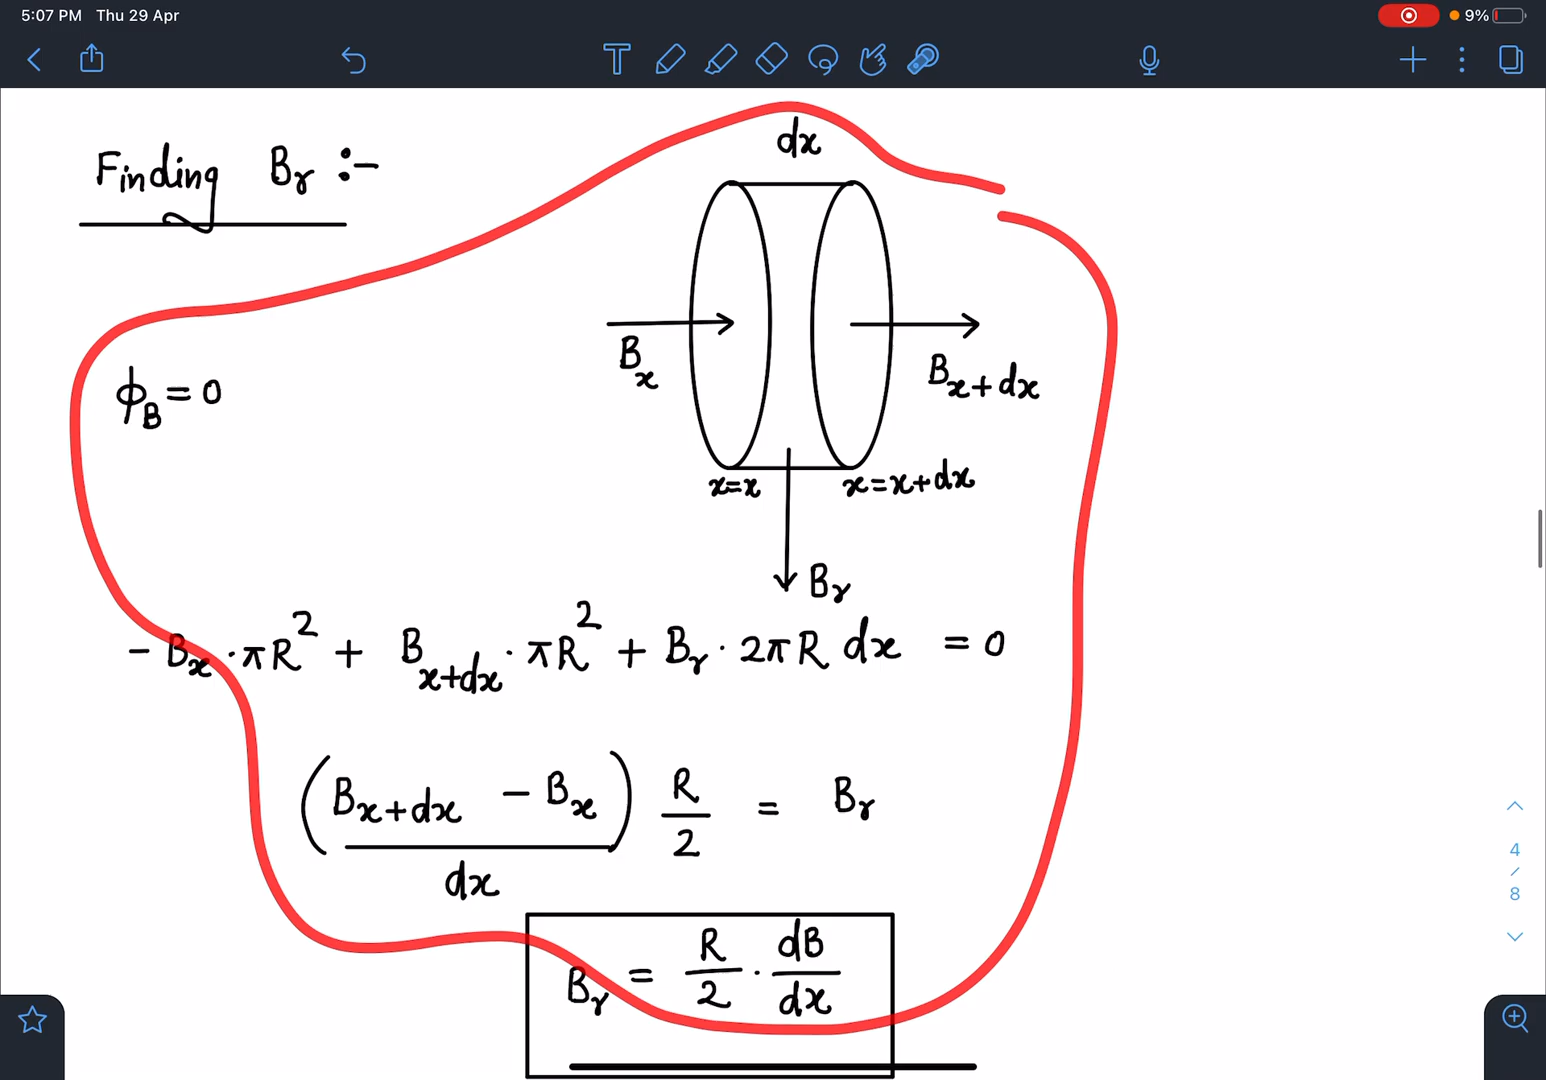 5:07 PM Thu 29 Apr
9%
Finding Br :-
dx
Bx
Bx+dx
ϕB = 0
x=x
x=x+dx
Br
- Bx · πR² + Bx+dx · πR² + Br · 2πR dx = 0
(Bx+dx - Bx) R/2 = Br
dx
Br = R/2 · dB/dx
4
/
8